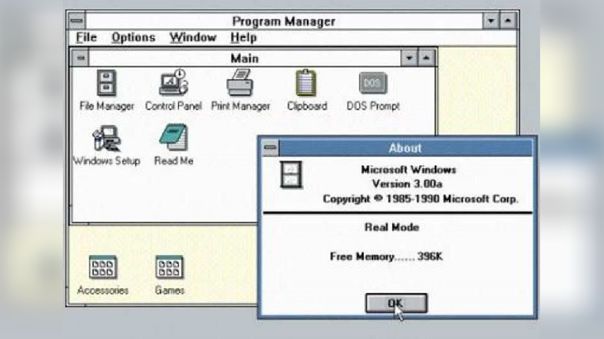 Program Manager
File Options Window Help
Main
File Manager Control Panel Print Manager Clipboard DOS Prompt
DOS
Windows Setup Read Me
About
Microsoft Windows
Version 3.00a
Copyright © 1985-1990 Microsoft Corp.
Real Mode
Free Memory...... 396K
OK
Accessories Games